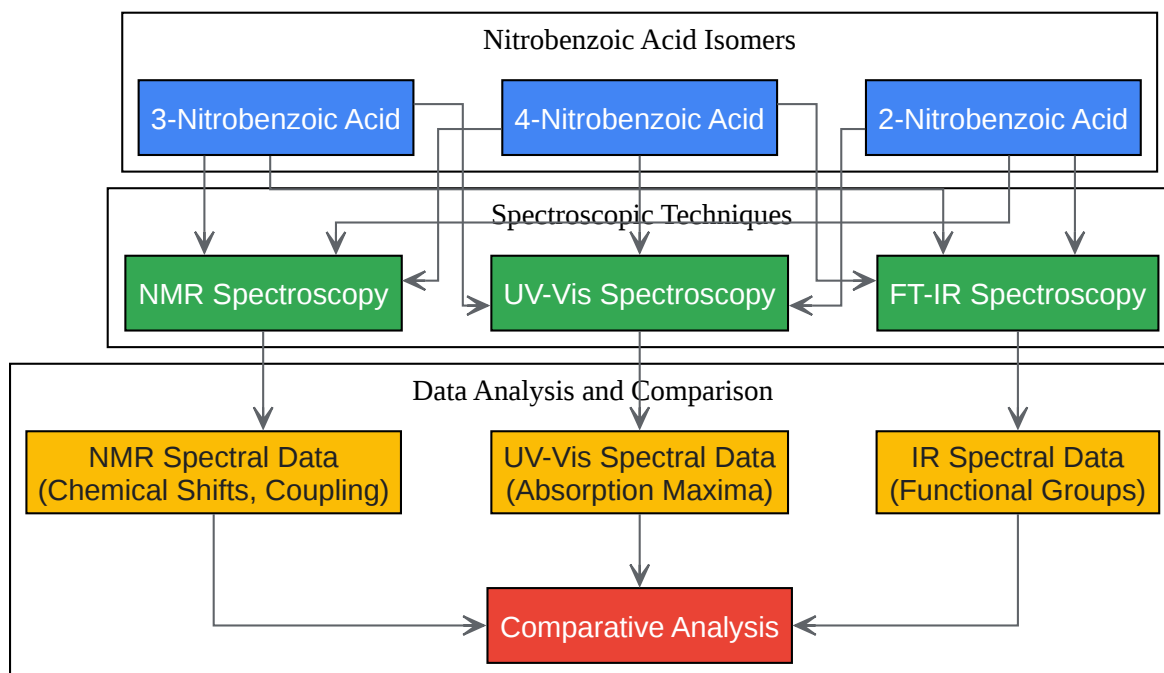 Nitrobenzoic Acid Isomers
3-Nitrobenzoic Acid
4-Nitrobenzoic Acid
2-Nitrobenzoic Acid
Spectroscopic Techniques
NMR Spectroscopy
UV-Vis Spectroscopy
FT-IR Spectroscopy
Data Analysis and Comparison
NMR Spectral Data
(Chemical Shifts, Coupling)
UV-Vis Spectral Data
(Absorption Maxima)
IR Spectral Data
(Functional Groups)
Comparative Analysis